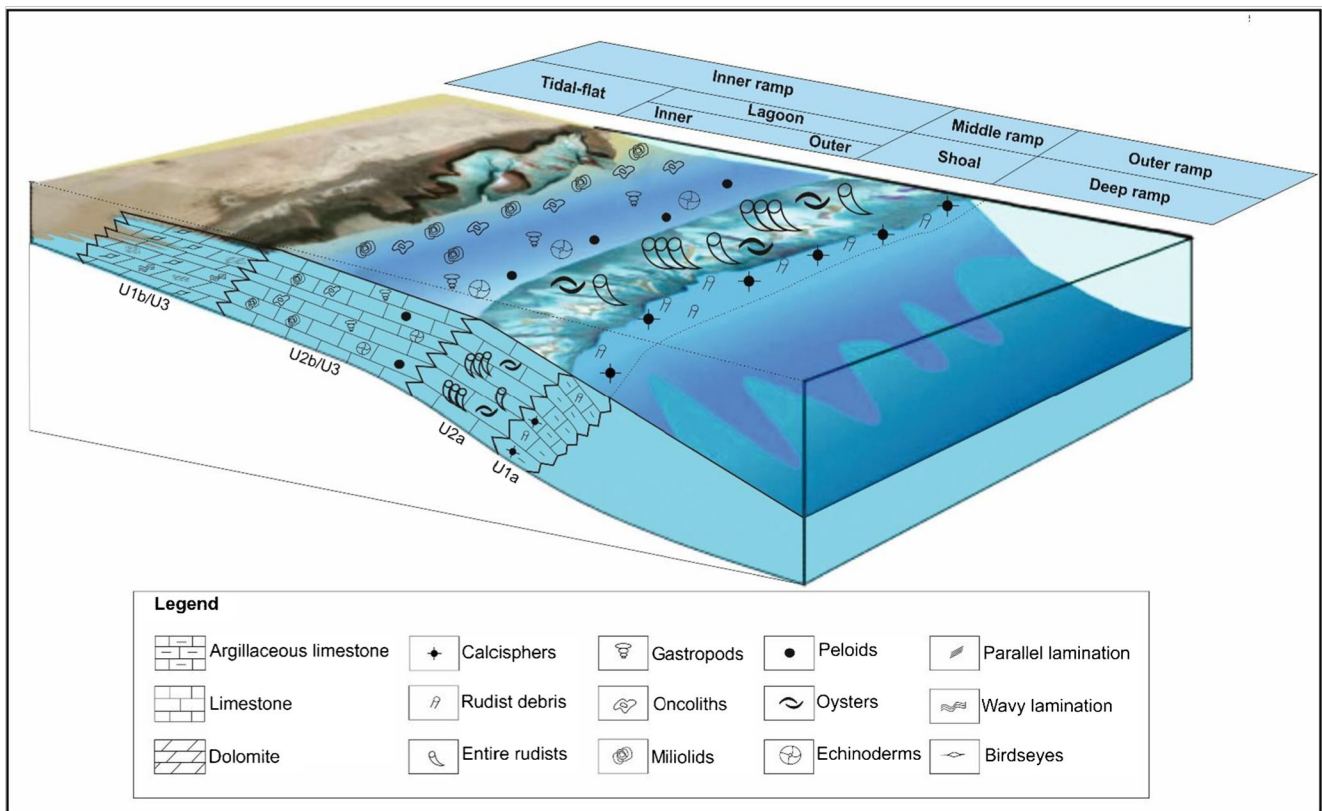 Inner ramp
Tidal-flat
Lagoon
Middle ramp
Inner
Outer ramp
Outer
Shoal
Deep ramp
U1b/U3
U2b/U3
U2a
U1a
Legend
Argillaceous limestone
Calcisphers
Gastropods
Peloids
Parallel lamination
Limestone
Rudist debris
Oncoliths
Oysters
Wavy lamination
Dolomite
Entire rudists
Miliolids
Echinoderms
Birdseyes